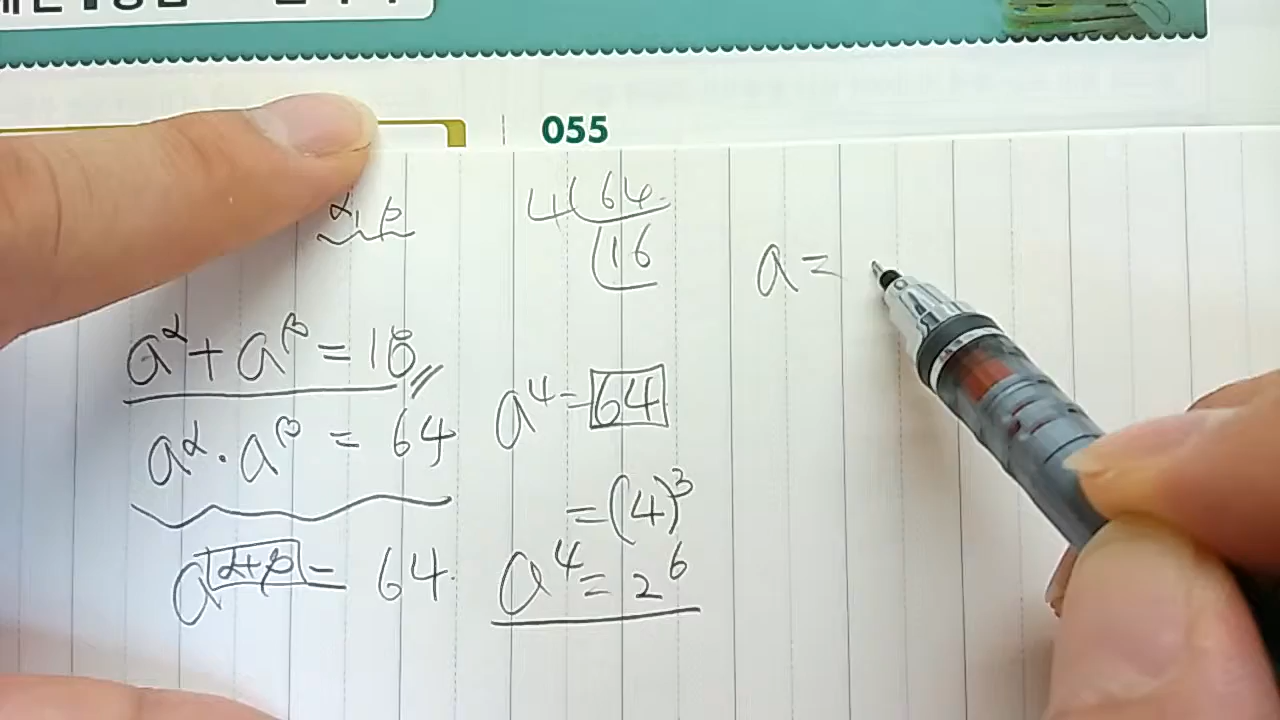 055
α, β
a^α + a^β = 18
a^α · a^β = 64
a^{α+β} = 64
4 64
16
a^4 = 64
= (4)^3
a^4 = 2^6
a =